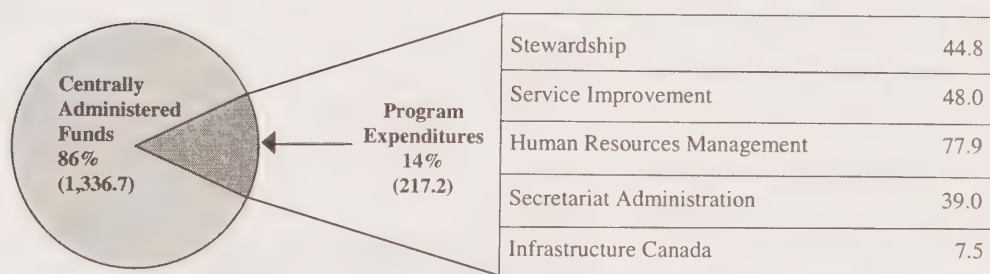 Centrally
Administered
Funds
86%
(1,336.7)
Program
Expenditures
14%
(217.2)
Stewardship 44.8
Service Improvement 48.0
Human Resources Management 77.9
Secretariat Administration 39.0
Infrastructure Canada 7.5